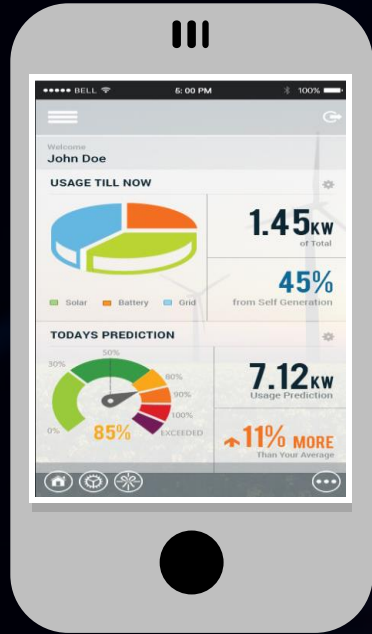 BELL 5:00 PM 100%
Welcome
John Doe
USAGE TILL NOW
1.45KW
of Total
45%
from Self Generation
Solar Battery Grid
TODAYS PREDICTION
50%
30%
80%
90%
100%
0%
EXCEEDED
85%
7.12KW
Usage Prediction
11% MORE
Than Your Average